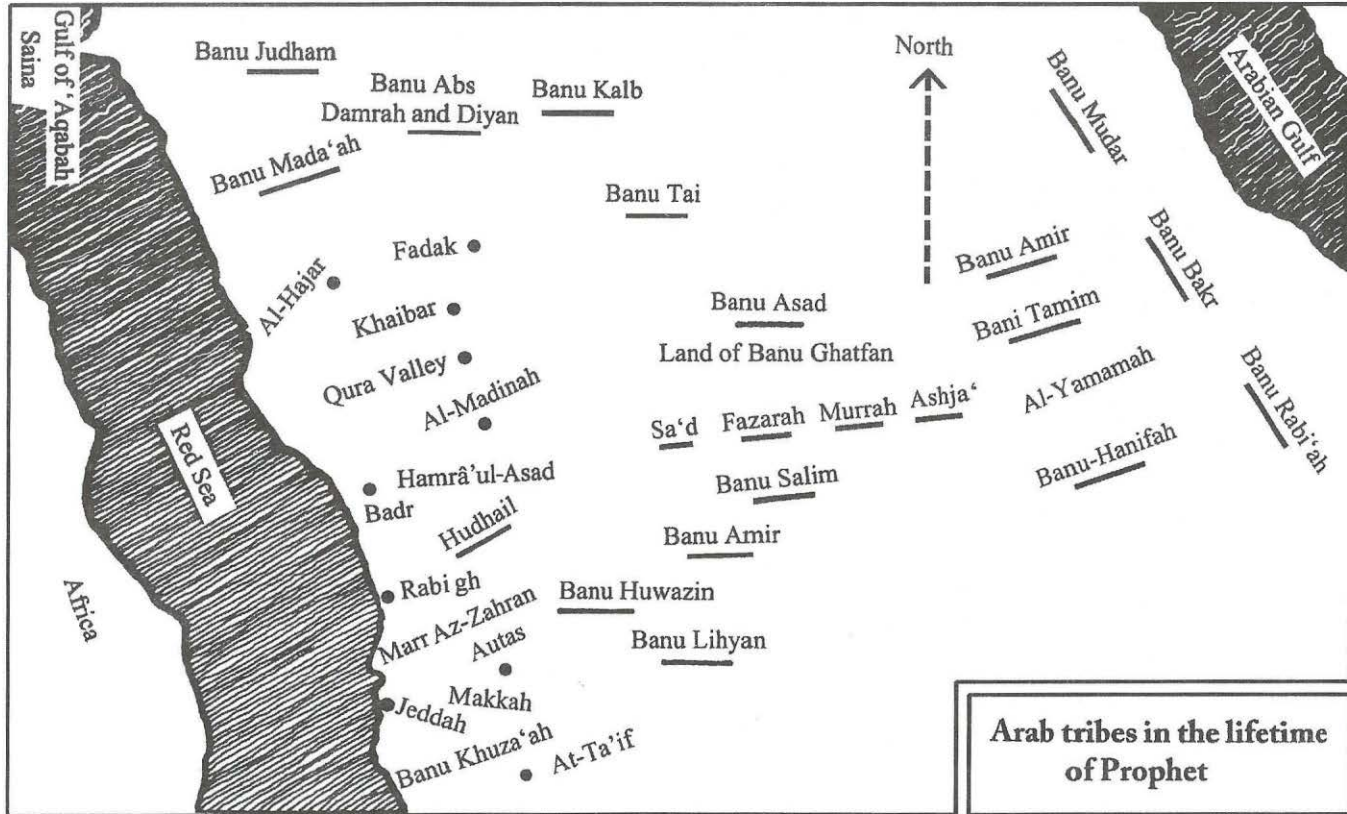 Gulf of ‘Aqabah
Saina
Banu Judham
Banu Abs
Damrah and Diyan
Banu Kalb
North
Banu Mudar
Arabian Gulf
Banu Mada‘ah
Banu Tai
Fadak
Al-Hajar
Khaibar
Qura Valley
Al-Madinah
Banu Asad
Land of Banu Ghatfan
Banu Amir
Bani Tamim
Banu Bakr
Al-Yamamah
Banu Rabi‘ah
Sa‘d
Fazarah
Murrah
Ashja‘
Banu-Hanifah
Red Sea
Hamrâ’ul-Asad
Badr
Banu Salim
Hudhail
Banu Amir
Africa
Rabi gh
Banu Huwazin
Marr Az-Zahran
Autas
Banu Lihyan
Makkah
Jeddah
Banu Khuza‘ah
At-Ta’if
Arab tribes in the lifetime
of Prophet